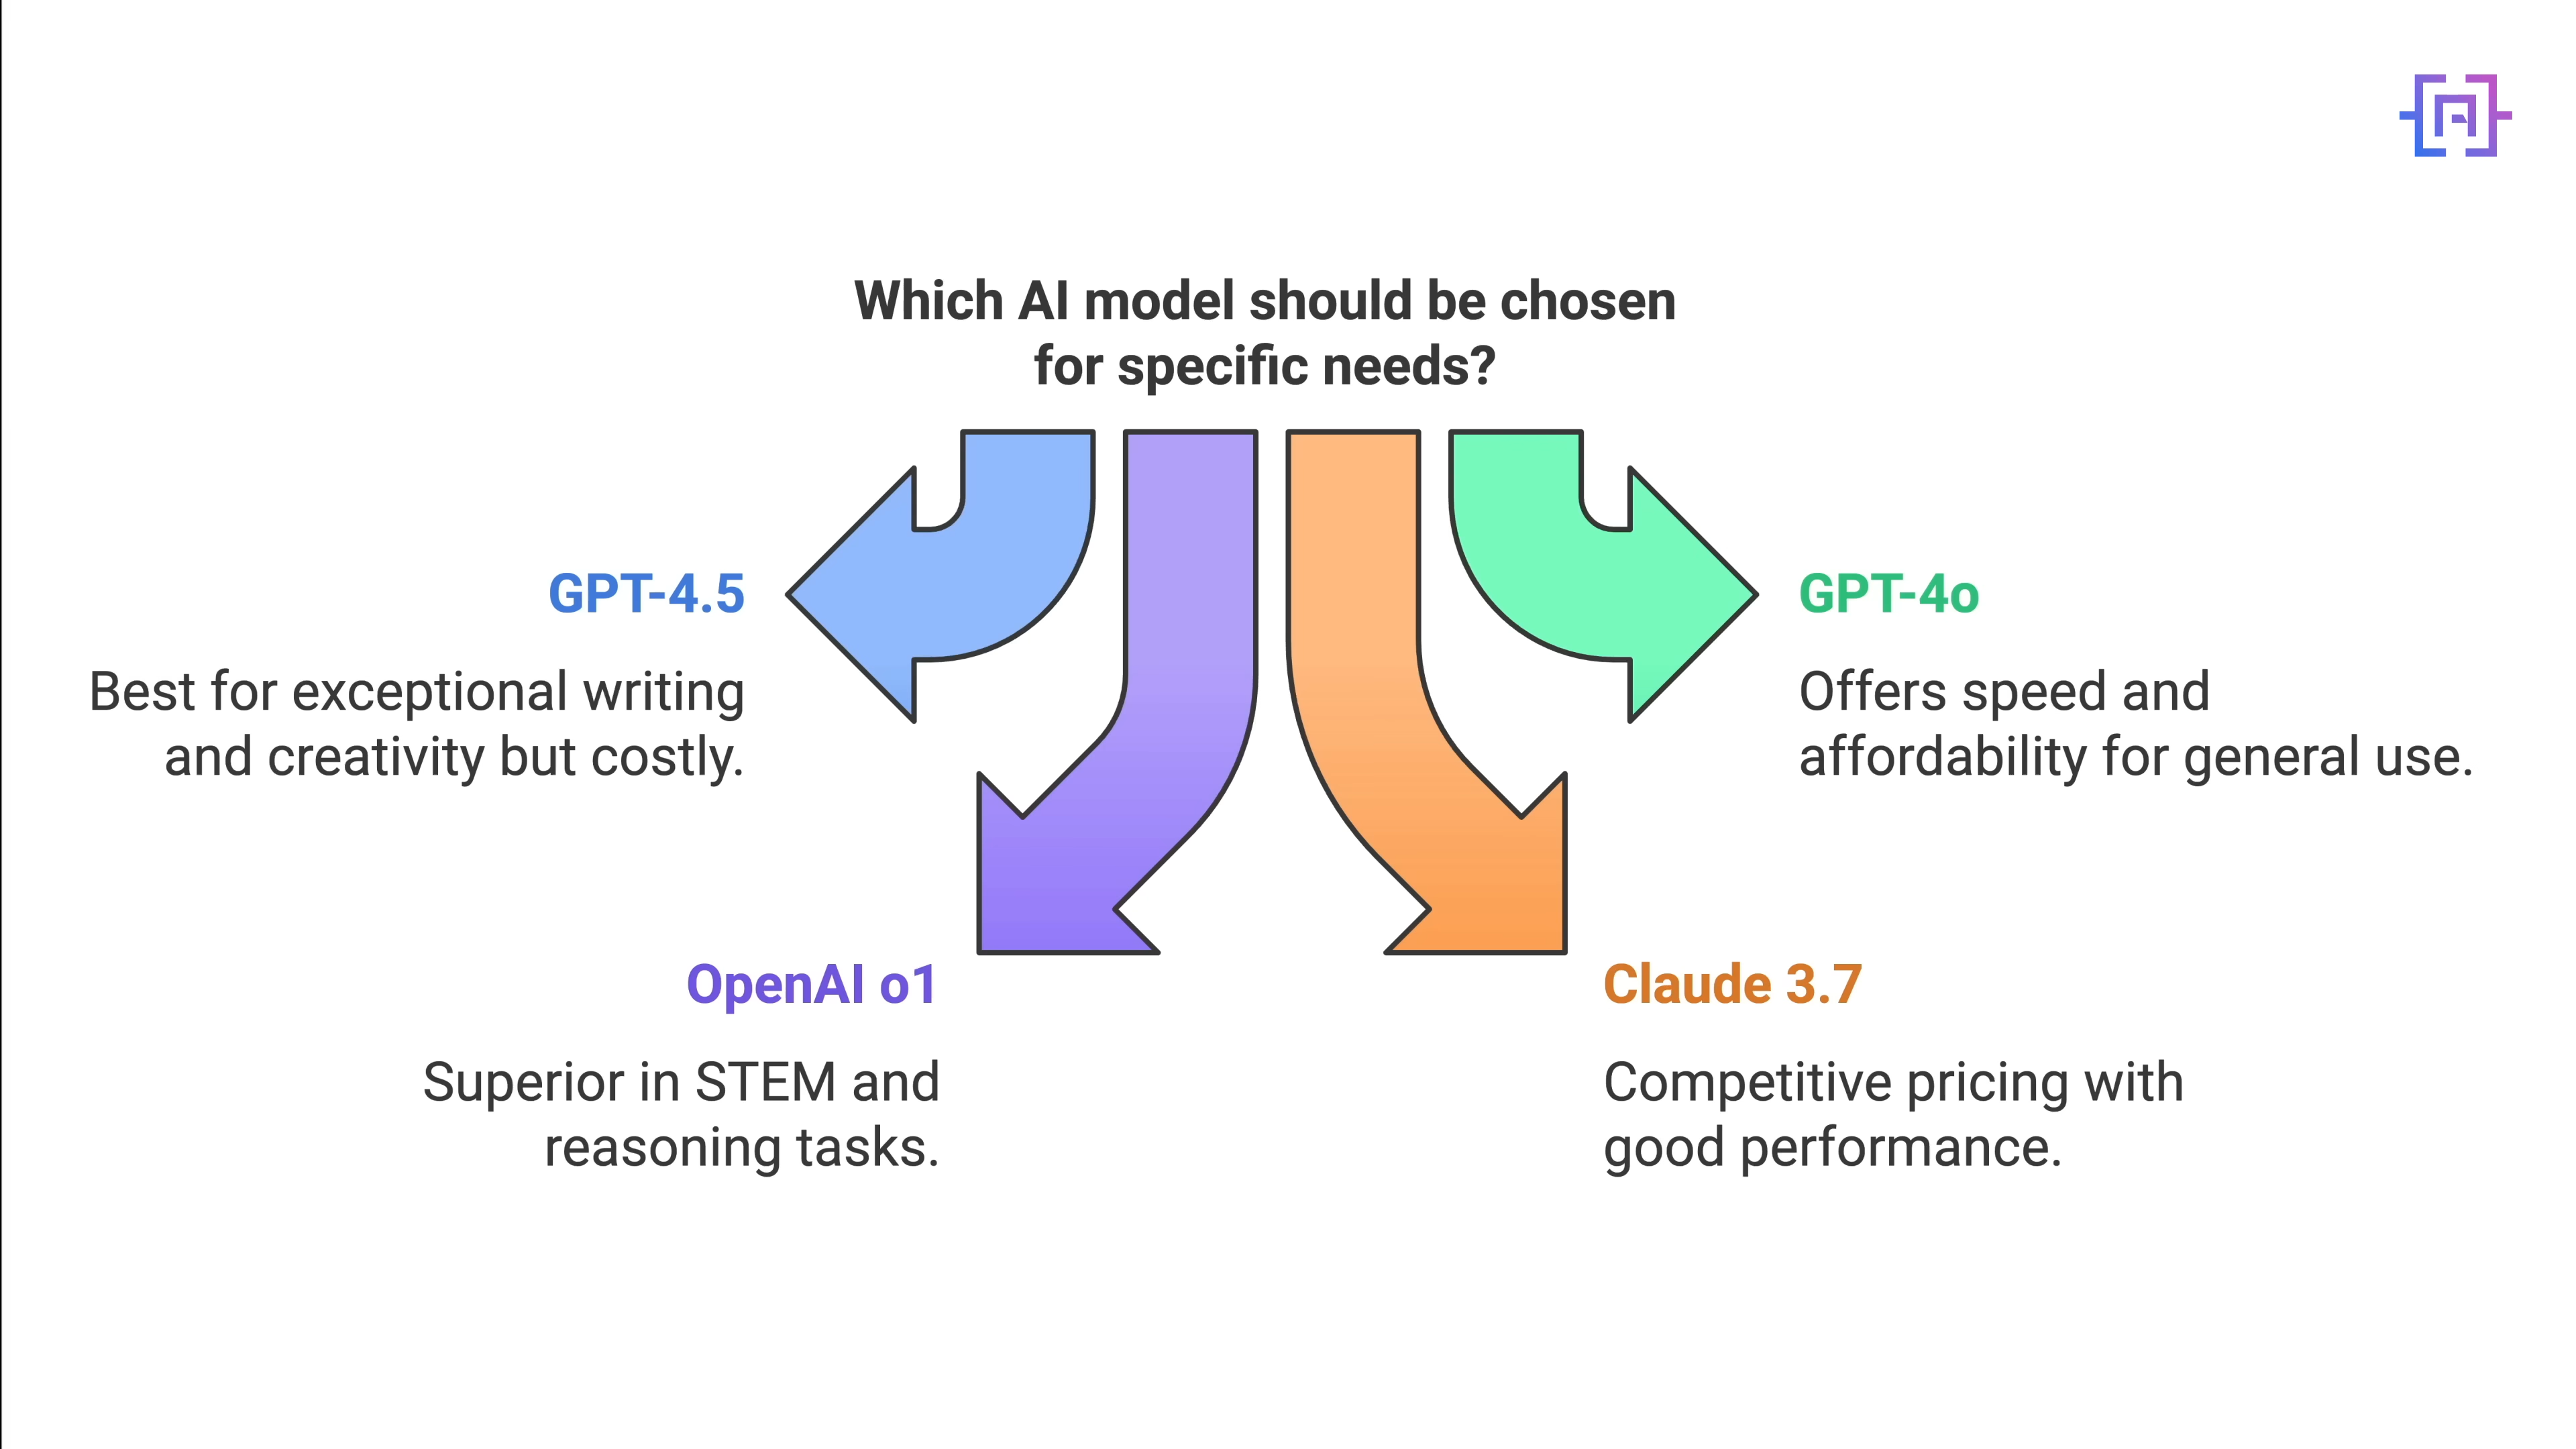 Which AI model should be chosen
for specific needs?
GPT-4.5
Best for exceptional writing
and creativity but costly.
GPT-4o
Offers speed and
affordability for general use.
OpenAI o1
Superior in STEM and
reasoning tasks.
Claude 3.7
Competitive pricing with
good performance.